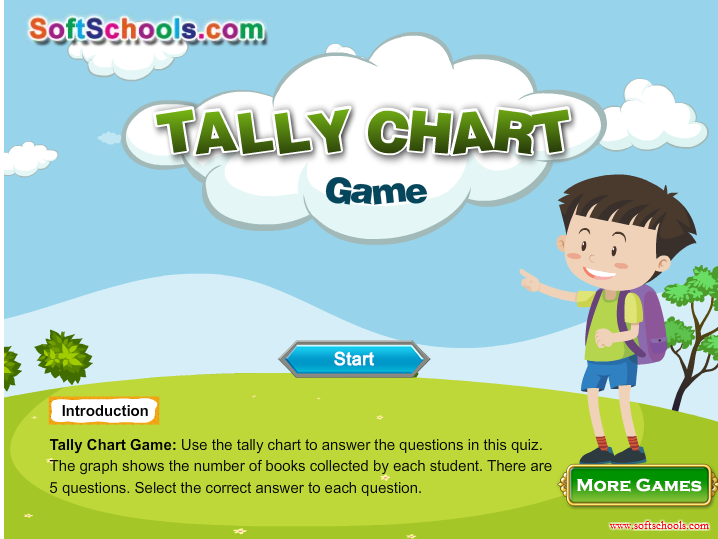 SoftSchools.com
TALLY CHART
Game
Start
Introduction
Tally Chart Game: Use the tally chart to answer the questions in this quiz.
The graph shows the number of books collected by each student. There are
5 questions. Select the correct answer to each question.
MORE GAMES
www.softschools.com